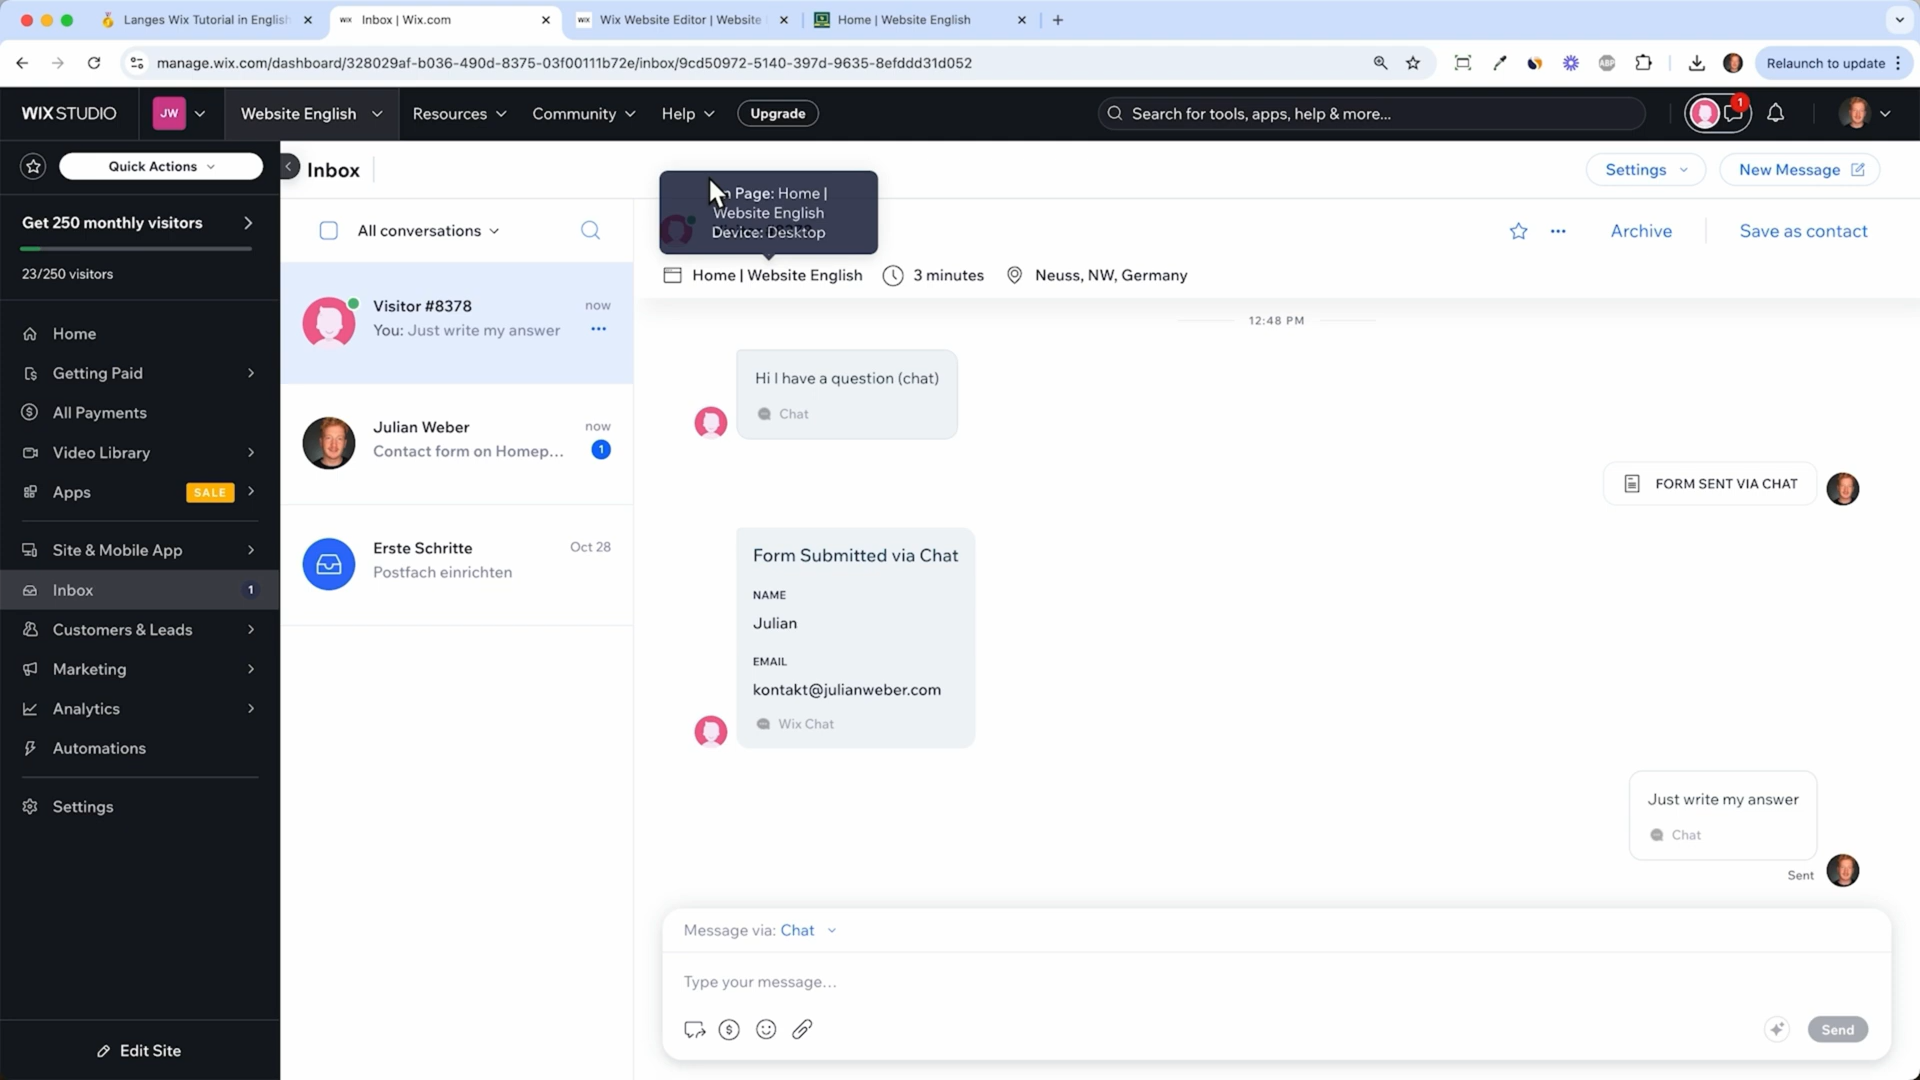 Langes Wix Tutorial in English
WIX Inbox | Wix.com
WIX Wix Website Editor | Website
Home | Website English
manage.wix.com/dashboard/328029af-b036-490d-8375-03f00111b72e/inbox/9cd50972-5140-397d-9635-8efddd31d052
ABP
Relaunch to update
WIX STUDIO
JW
Website English
Resources
Community
Help
Upgrade
Search for tools, apps, help & more...
1
Quick Actions
Get 250 monthly visitors
23/250 visitors
Home
Getting Paid
All Payments
Video Library
Apps
SALE
Site & Mobile App
Inbox
1
Customers & Leads
Marketing
Analytics
Automations
Settings
Edit Site
Inbox
Settings
New Message
All conversations
Visitor #8378
now
You: Just write my answer
Julian Weber
now
Contact form on Homep...
1
Erste Schritte
Oct 28
Postfach einrichten
Page: Home |
Website English
Device: Desktop
Archive
Save as contact
Home | Website English
3 minutes
Neuss, NW, Germany
12:48 PM
Hi I have a question (chat)
Chat
FORM SENT VIA CHAT
Form Submitted via Chat
NAME
Julian
EMAIL
kontakt@julianweber.com
Wix Chat
Just write my answer
Chat
Sent
Message via: Chat
Type your message...
Send